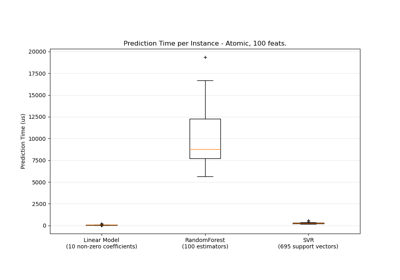 Prediction Time per Instance - Atomic, 100 feats.
20000
17500
15000
12500
10000
7500
5000
2500
0
Prediction Time (us)
Linear Model
(10 non-zero coefficients)
RandomForest
(100 estimators)
SVR
(695 support vectors)